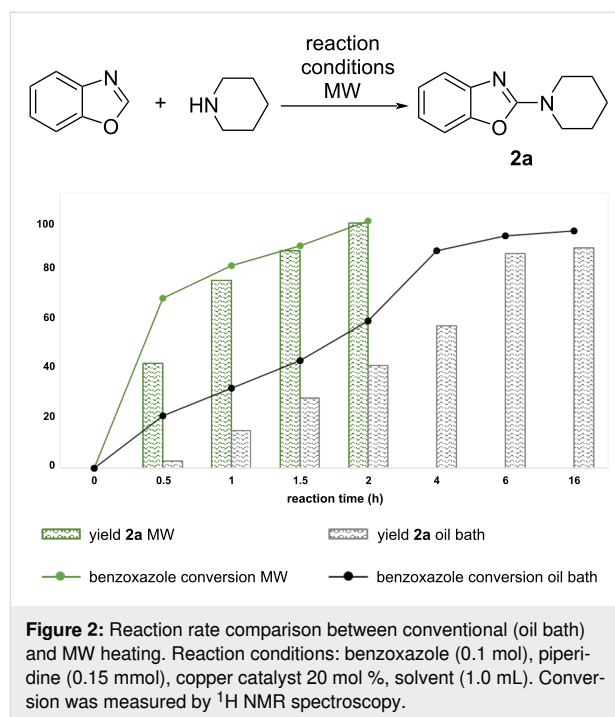 reaction
conditions
MW
N
O
+
HN
N
O
N
2a
100
80
60
40
20
0
0 0.5 1 1.5 2 4 6 16
reaction time (h)
yield 2a MW yield 2a oil bath
benzoxazole conversion MW benzoxazole conversion oil bath
Figure 2: Reaction rate comparison between conventional (oil bath)
and MW heating. Reaction conditions: benzoxazole (0.1 mol), piperi-
dine (0.15 mmol), copper catalyst 20 mol %, solvent (1.0 mL). Conver-
sion was measured by ¹H NMR spectroscopy.